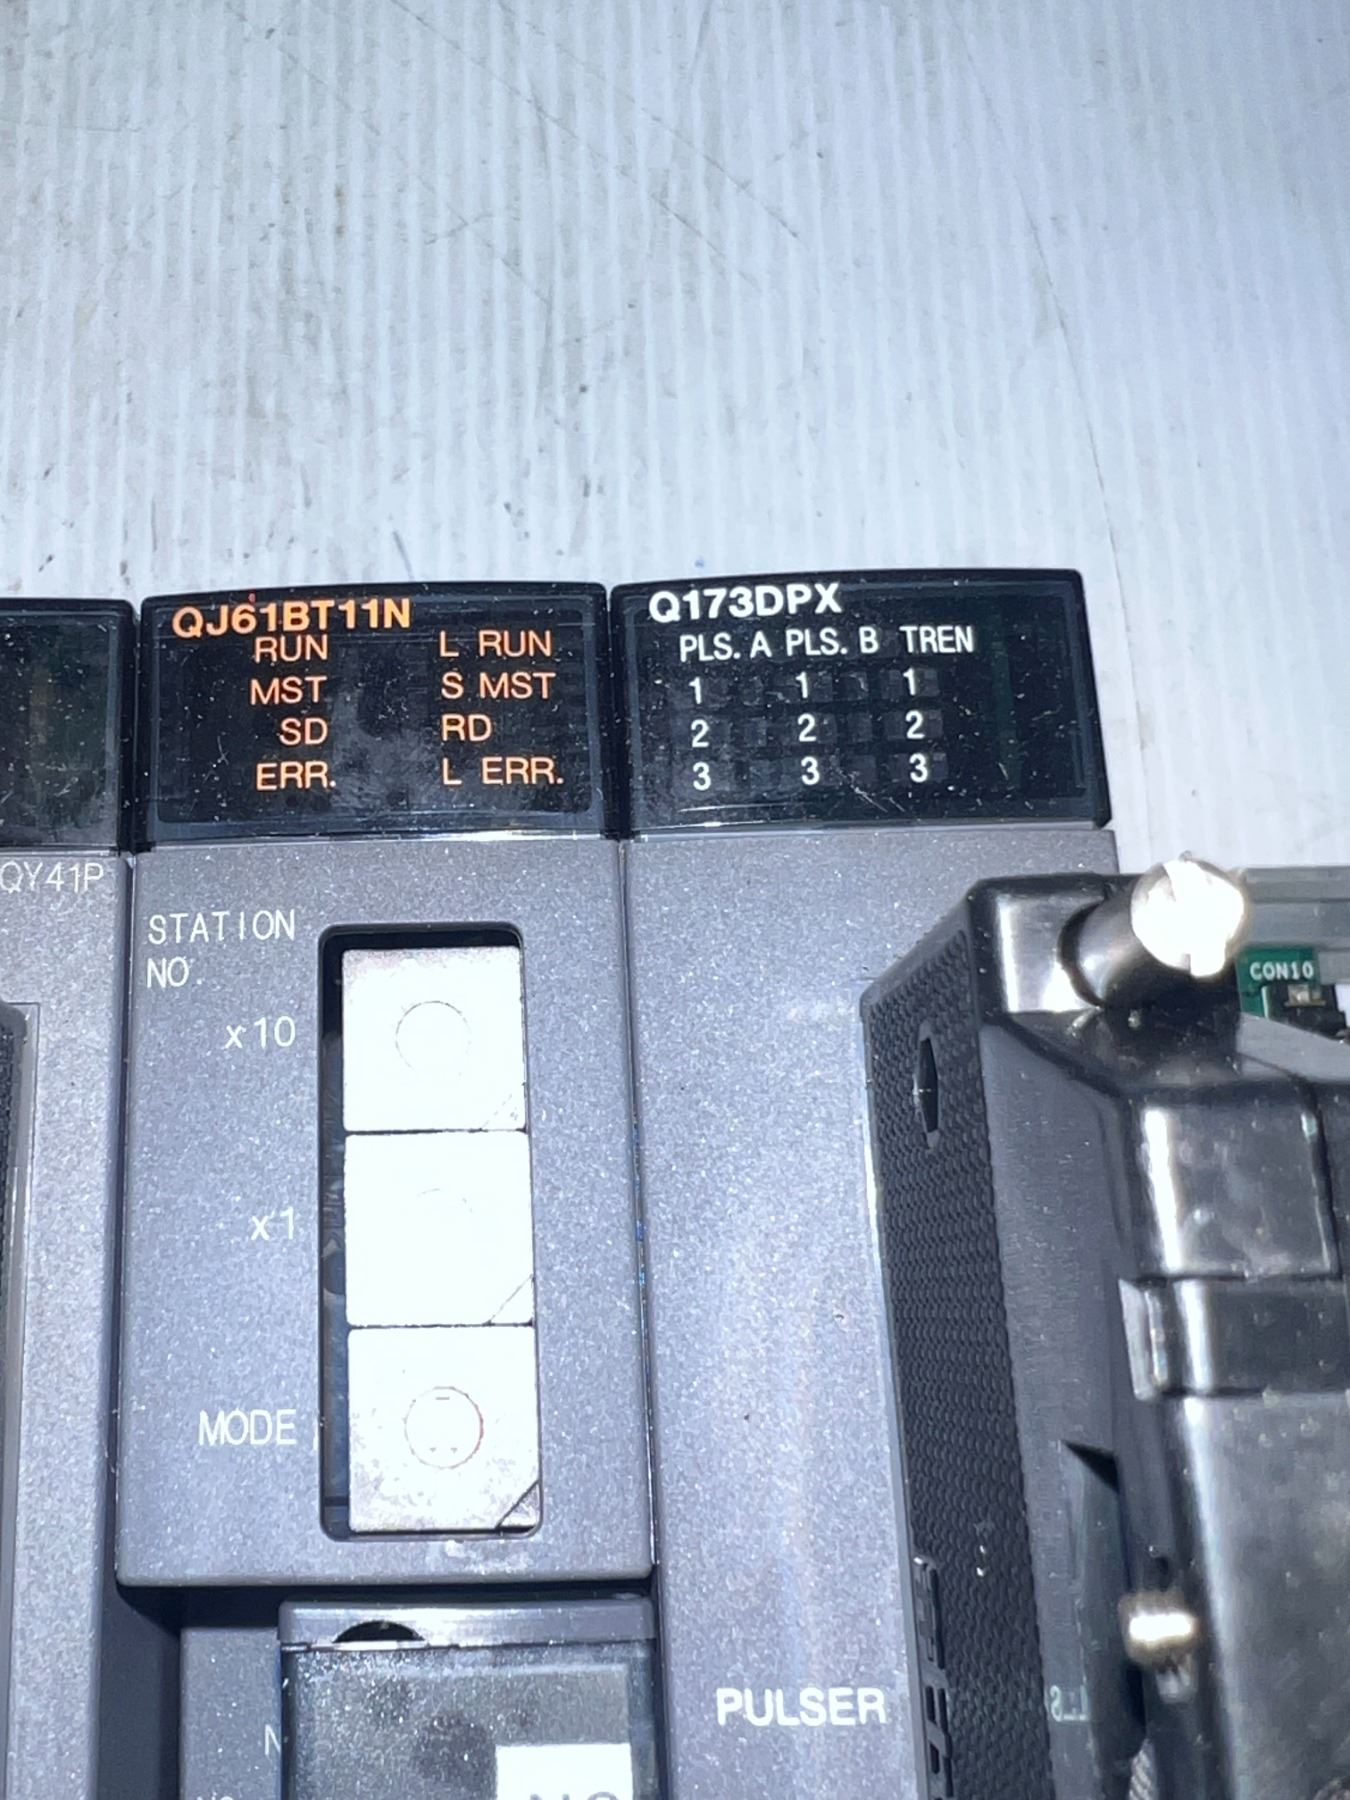 QJ61BT11N
RUN L RUN
MST S MST
SD RD
ERR. L ERR.
Q173DPX
PLS. A PLS. B TREN
1 1 1
2 2 2
3 3 3
QY41P
STATION
NO.
x10
x1
MODE
CON10
PULSER